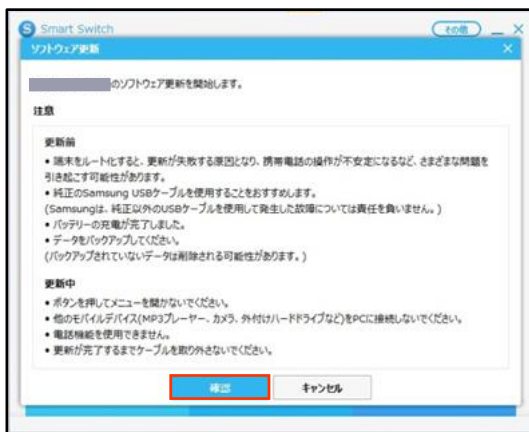 Smart Switch
その他
ソフトウェア更新
のソフトウェア更新を開始します。
注意
更新前
• 端末をルート化すると、更新が失敗する原因となり、携帯電話の操作が不安定になるなど、さまざまな問題を
引き起こす可能性があります。
• 純正のSamsung USBケーブルを使用することをおすすめします。
(Samsungは、純正以外のUSBケーブルを使用して発生した故障については責任を負いません。)
• バッテリーの充電が完了しました。
• データをバックアップしてください。
(バックアップされていないデータは削除される可能性があります。)
更新中
• ボタンを押してメニューを開かないでください。
• 他のモバイルデバイス(MP3プレーヤー、カメラ、外付けハードドライブなど)をPCに接続しないでください。
• 電話機能を使用できません。
• 更新が完了するまでケーブルを取り外さないでください。
確認
キャンセル